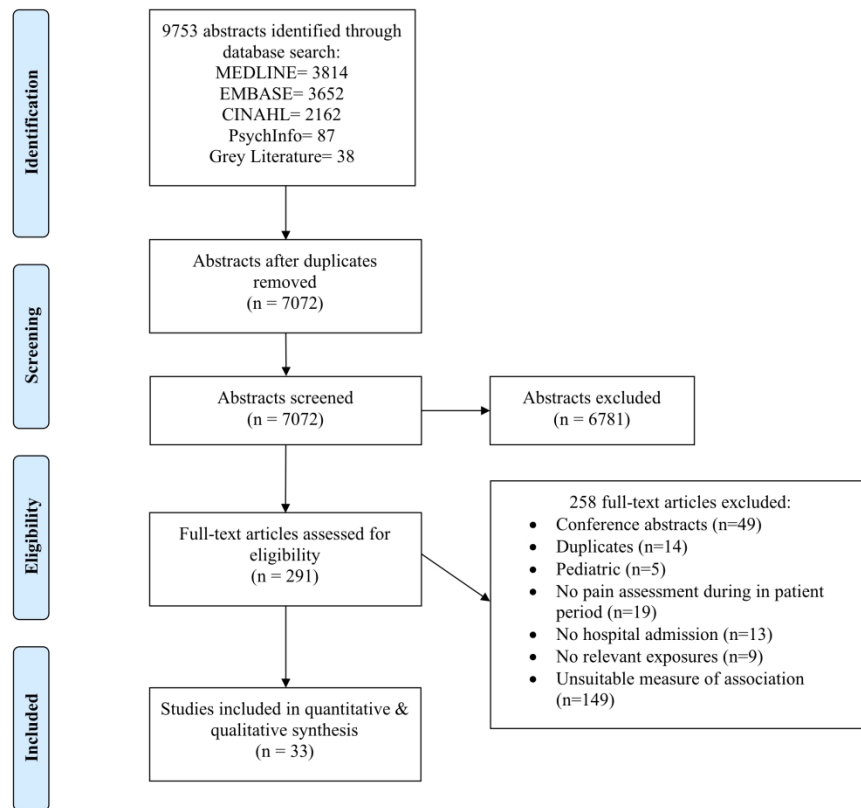 Identification
9753 abstracts identified through
database search:
MEDLINE= 3814
EMBASE= 3652
CINAHL= 2162
PsychInfo= 87
Grey Literature= 38
Screening
Abstracts after duplicates
removed
(n = 7072)
Abstracts screened
(n = 7072)
Abstracts excluded
(n = 6781)
Eligibility
Full-text articles assessed for
eligibility
(n = 291)
258 full-text articles excluded:
• Conference abstracts (n=49)
• Duplicates (n=14)
• Pediatric (n=5)
• No pain assessment during in patient
period (n=19)
• No hospital admission (n=13)
• No relevant exposures (n=9)
• Unsuitable measure of association
(n=149)
Included
Studies included in quantitative &
qualitative synthesis
(n = 33)